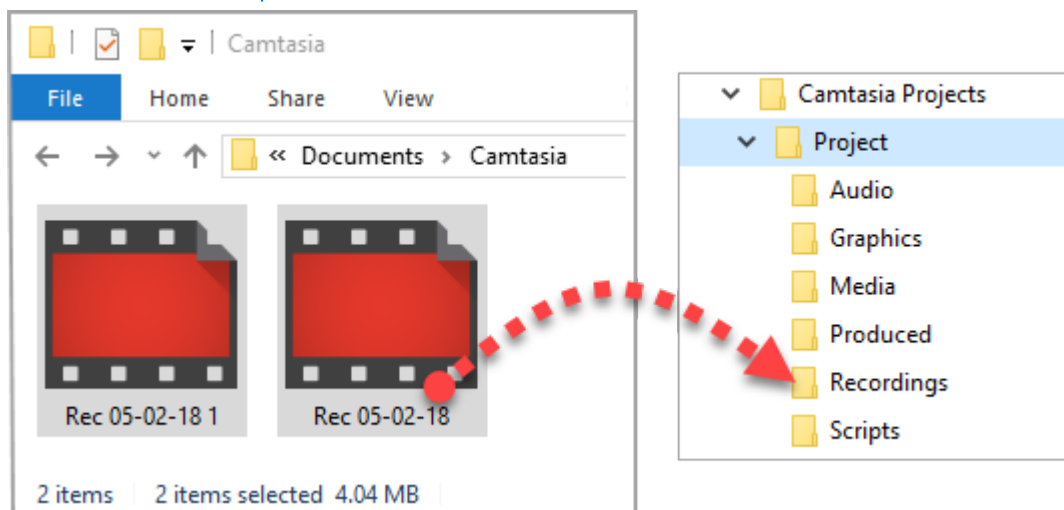 Camtasia
File Home Share View
« Documents > Camtasia
Rec 05-02-18 1 Rec 05-02-18
2 items 2 items selected 4.04 MB
Camtasia Projects
Project
Audio
Graphics
Media
Produced
Recordings
Scripts